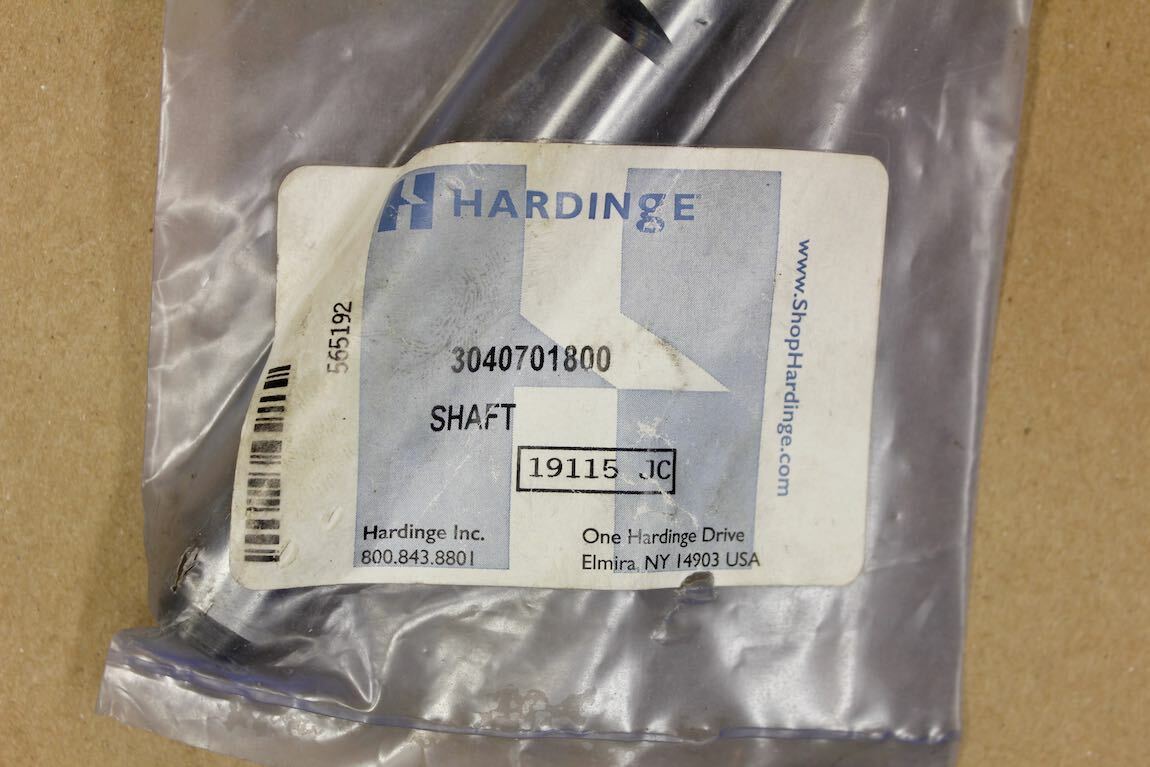 HARDINGE
565192
3040701800
SHAFT
19115 JC
Hardinge Inc.
800.843.8801
One Hardinge Drive
Elmira, NY 14903 USA
www.ShopHardinge.com